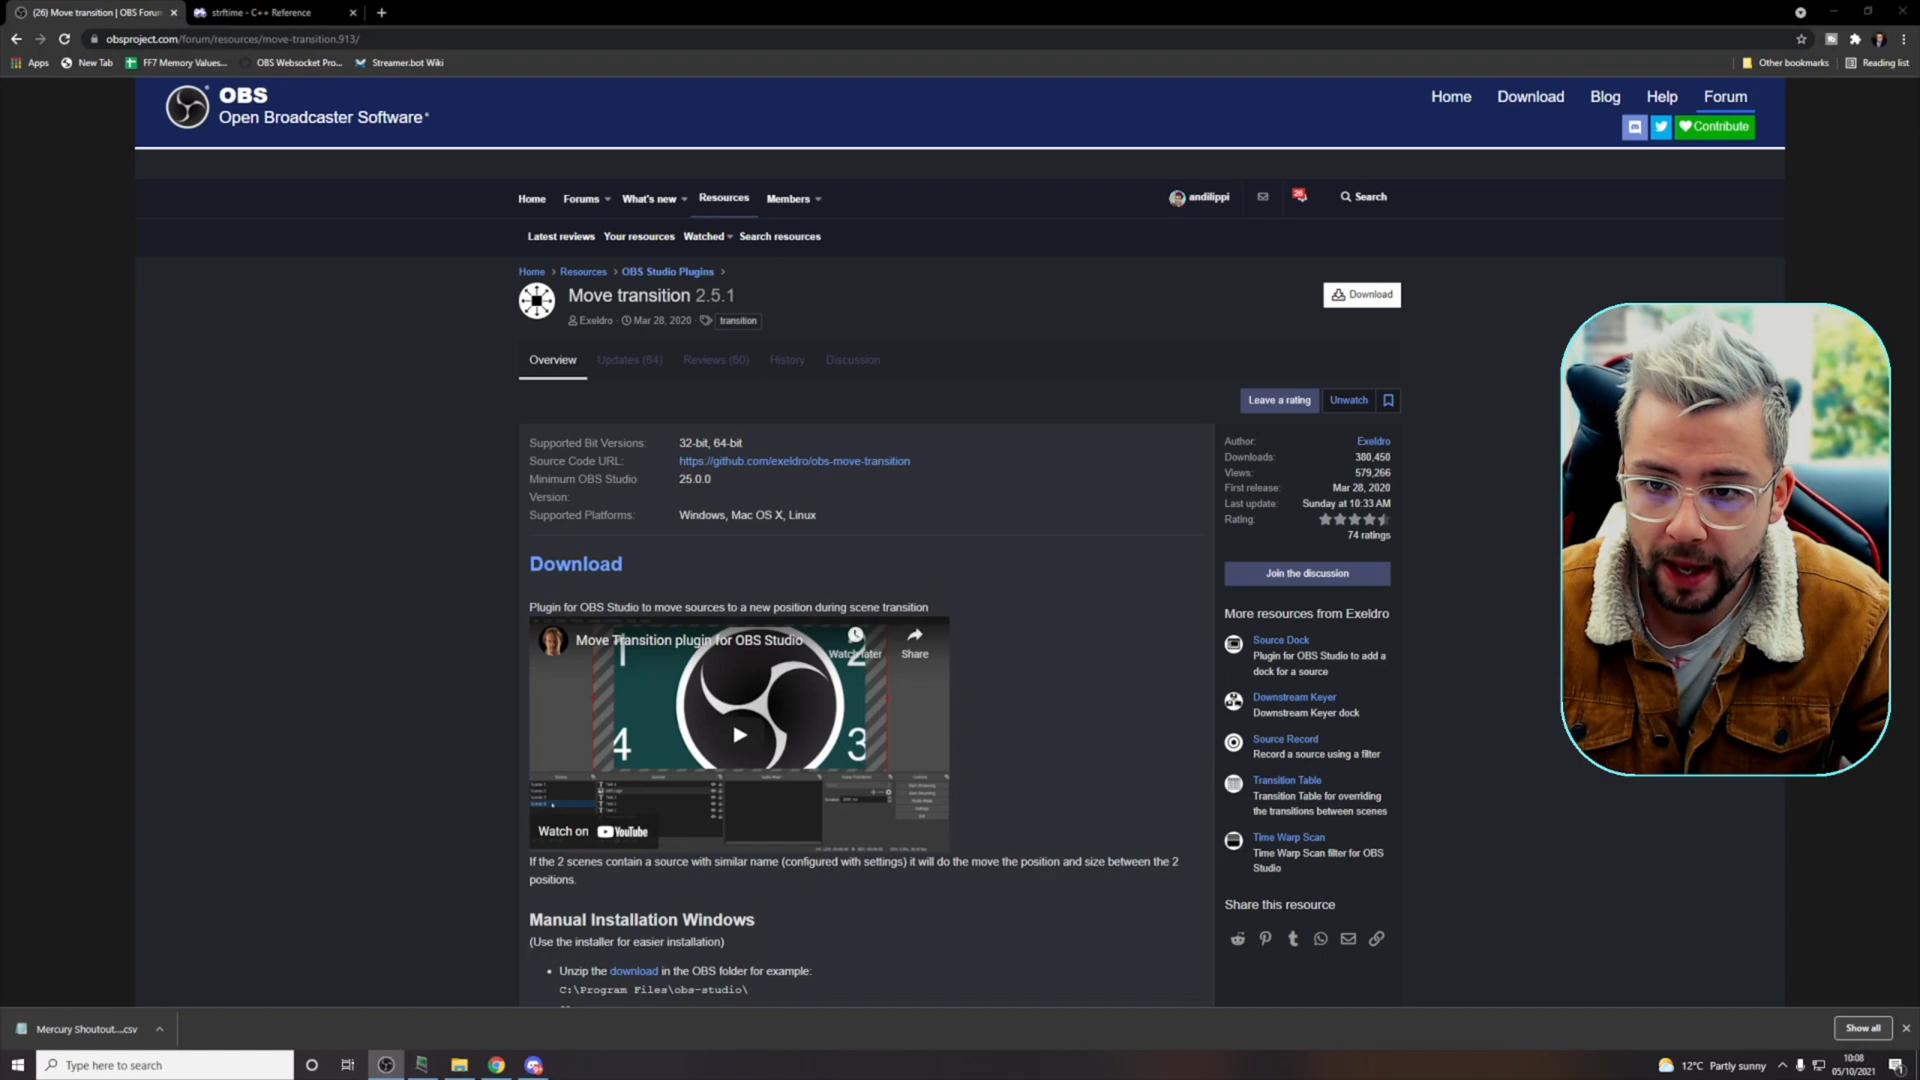 (26) Move transition | OBS Forum
strftime - C++ Reference
obsproject.com/forum/resources/move-transition.913/
Apps
New Tab
FF7 Memory Values...
OBS Websocket Pro...
Streamer.bot Wiki
Other bookmarks
Reading list
OBS
Open Broadcaster Software
Home Download Blog Help Forum
Contribute
Home Forums What's new Resources Members
andilippi
26
Search
Latest reviews Your resources Watched Search resources
Home Resources OBS Studio Plugins
Move transition 2.5.1
Download
Exeldro Mar 28, 2020 transition
Overview Updates (64) Reviews (60) History Discussion
Leave a rating Unwatch
Supported Bit Versions: 32-bit, 64-bit
Source Code URL: https://github.com/exeldro/obs-move-transition
Minimum OBS Studio 25.0.0
Version:
Supported Platforms: Windows, Mac OS X, Linux
Download
Plugin for OBS Studio to move sources to a new position during scene transition
Move Transition plugin for OBS Studio
Watch later
Share
1 2
4 3
Watch on YouTube
If the 2 scenes contain a source with similar name (configured with settings) it will do the move the position and size between the 2
positions.
Manual Installation Windows
(Use the installer for easier installation)
• Unzip the download in the OBS folder for example:
C:\Program Files\obs-studio\
Author: Exeldro
Downloads: 380,450
Views: 579,266
First release: Mar 28, 2020
Last update: Sunday at 10:33 AM
Rating:
74 ratings
Join the discussion
More resources from Exeldro
Source Dock
Plugin for OBS Studio to add a
dock for a source
Downstream Keyer
Downstream Keyer dock
Source Record
Record a source using a filter
Transition Table
Transition Table for overriding
the transitions between scenes
Time Warp Scan
Time Warp Scan filter for OBS
Studio
Share this resource
Mercury Shoutout....csv
Show all
Type here to search
12°C Partly sunny
10:08
05/10/2021